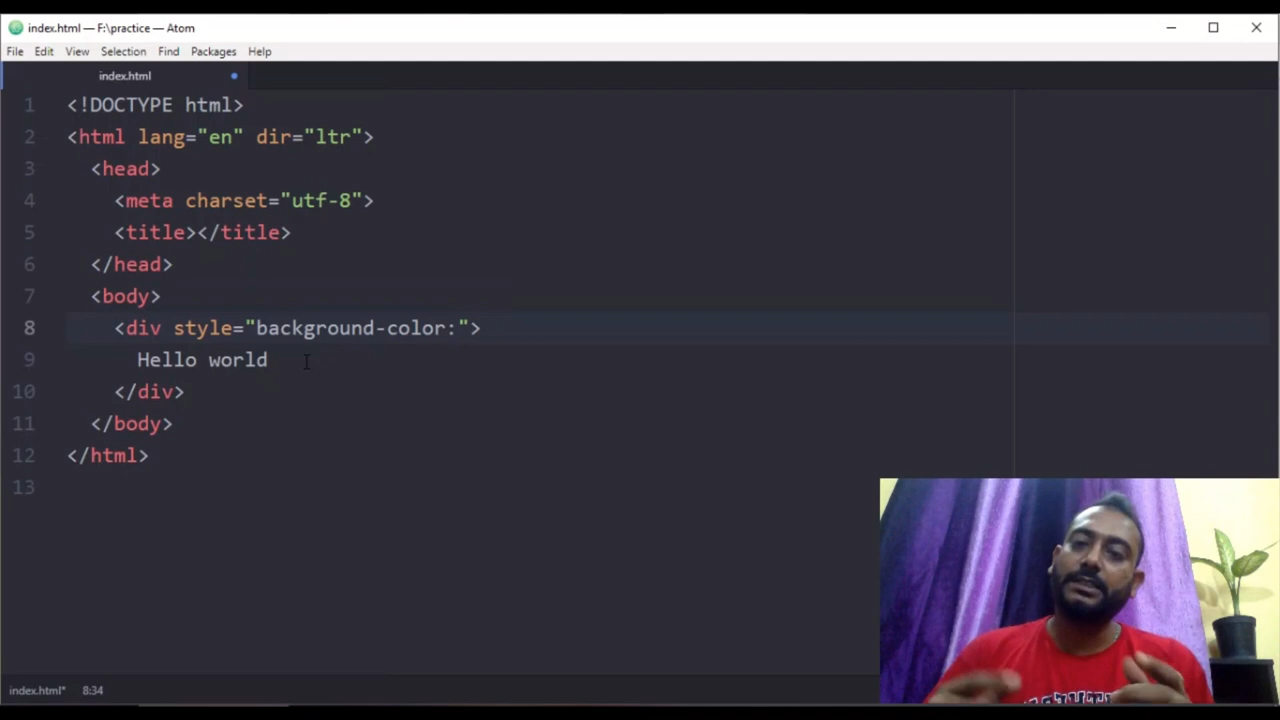 index.html — F:\practice — Atom
File Edit View Selection Find Packages Help
index.html
1 <!DOCTYPE html>
2 <html lang="en" dir="ltr">
3 <head>
4 <meta charset="utf-8">
5 <title></title>
6 </head>
7 <body>
8 <div style="background-color:">
9 Hello world
10 </div>
11 </body>
12 </html>
13
index.html* 8:34